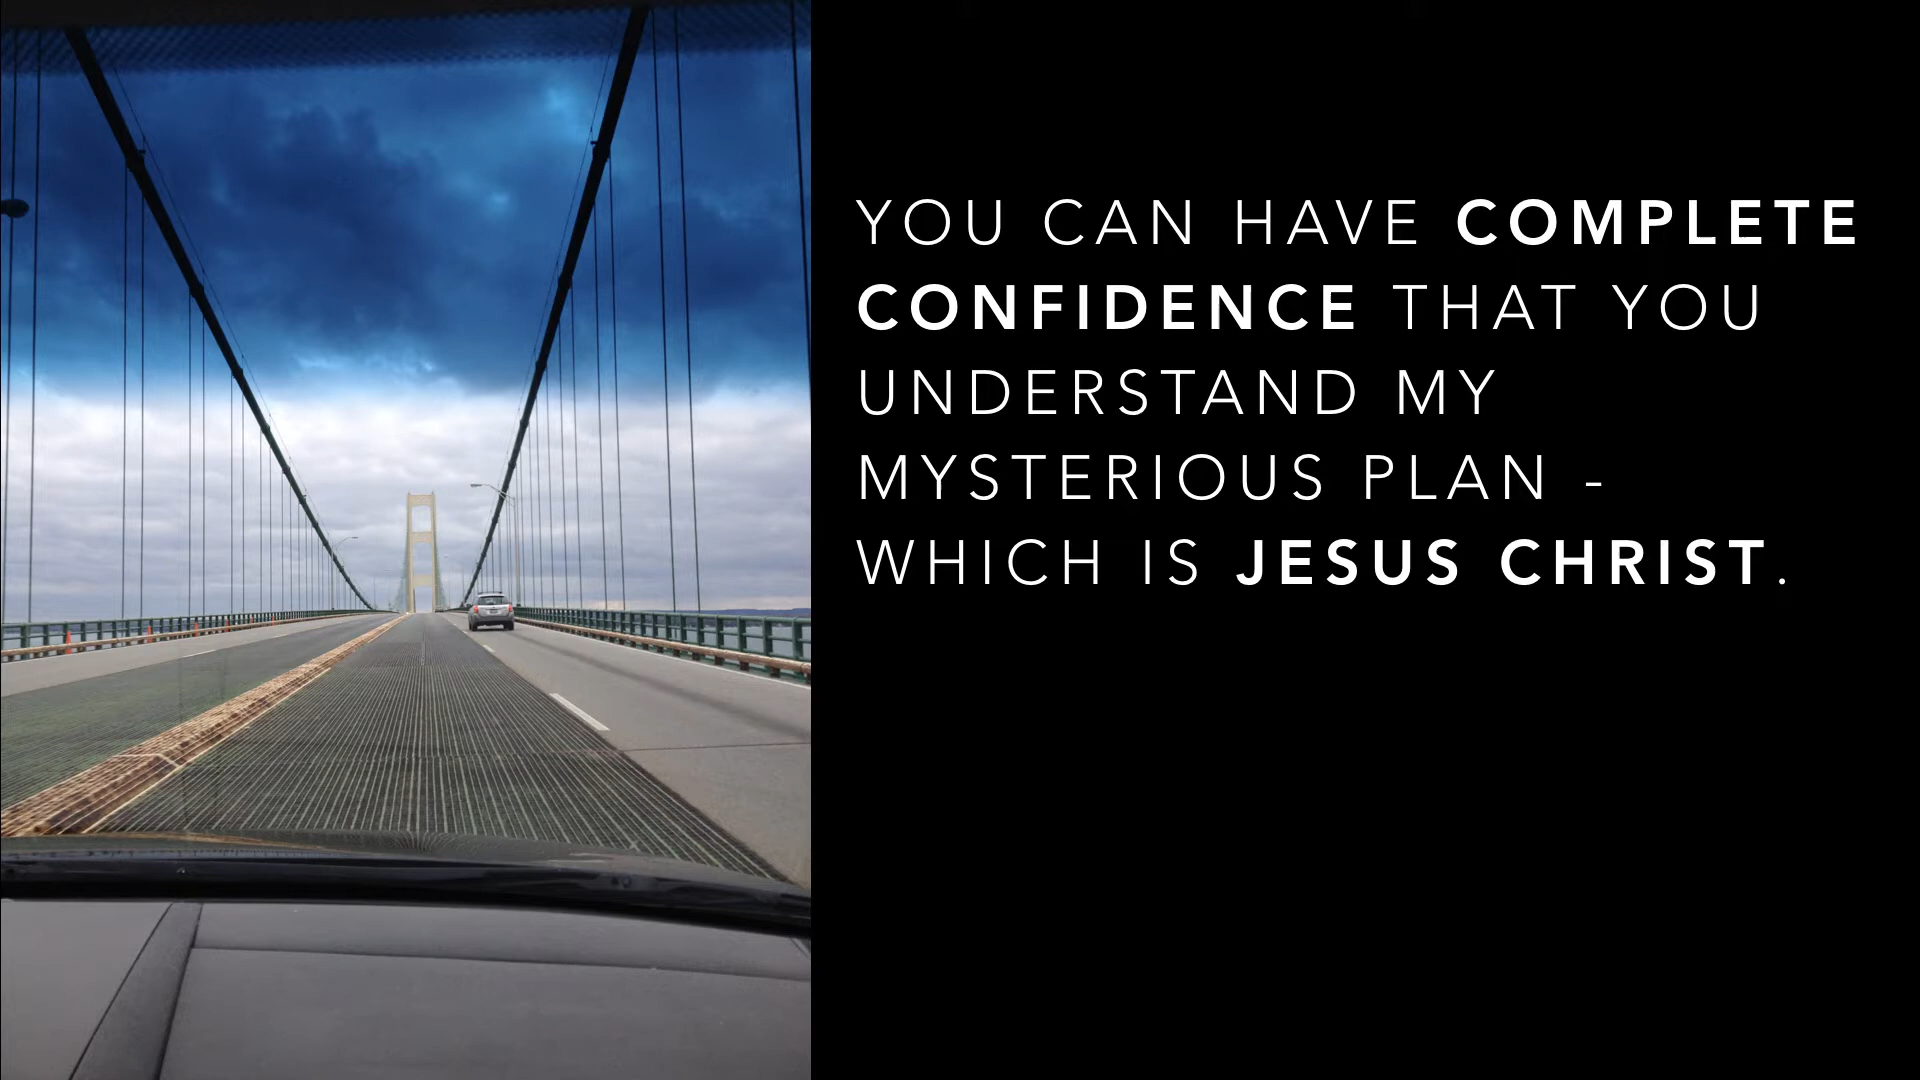 YOU CAN HAVE COMPLETE
CONFIDENCE THAT YOU
UNDERSTAND MY
MYSTERIOUS PLAN -
WHICH IS JESUS CHRIST.